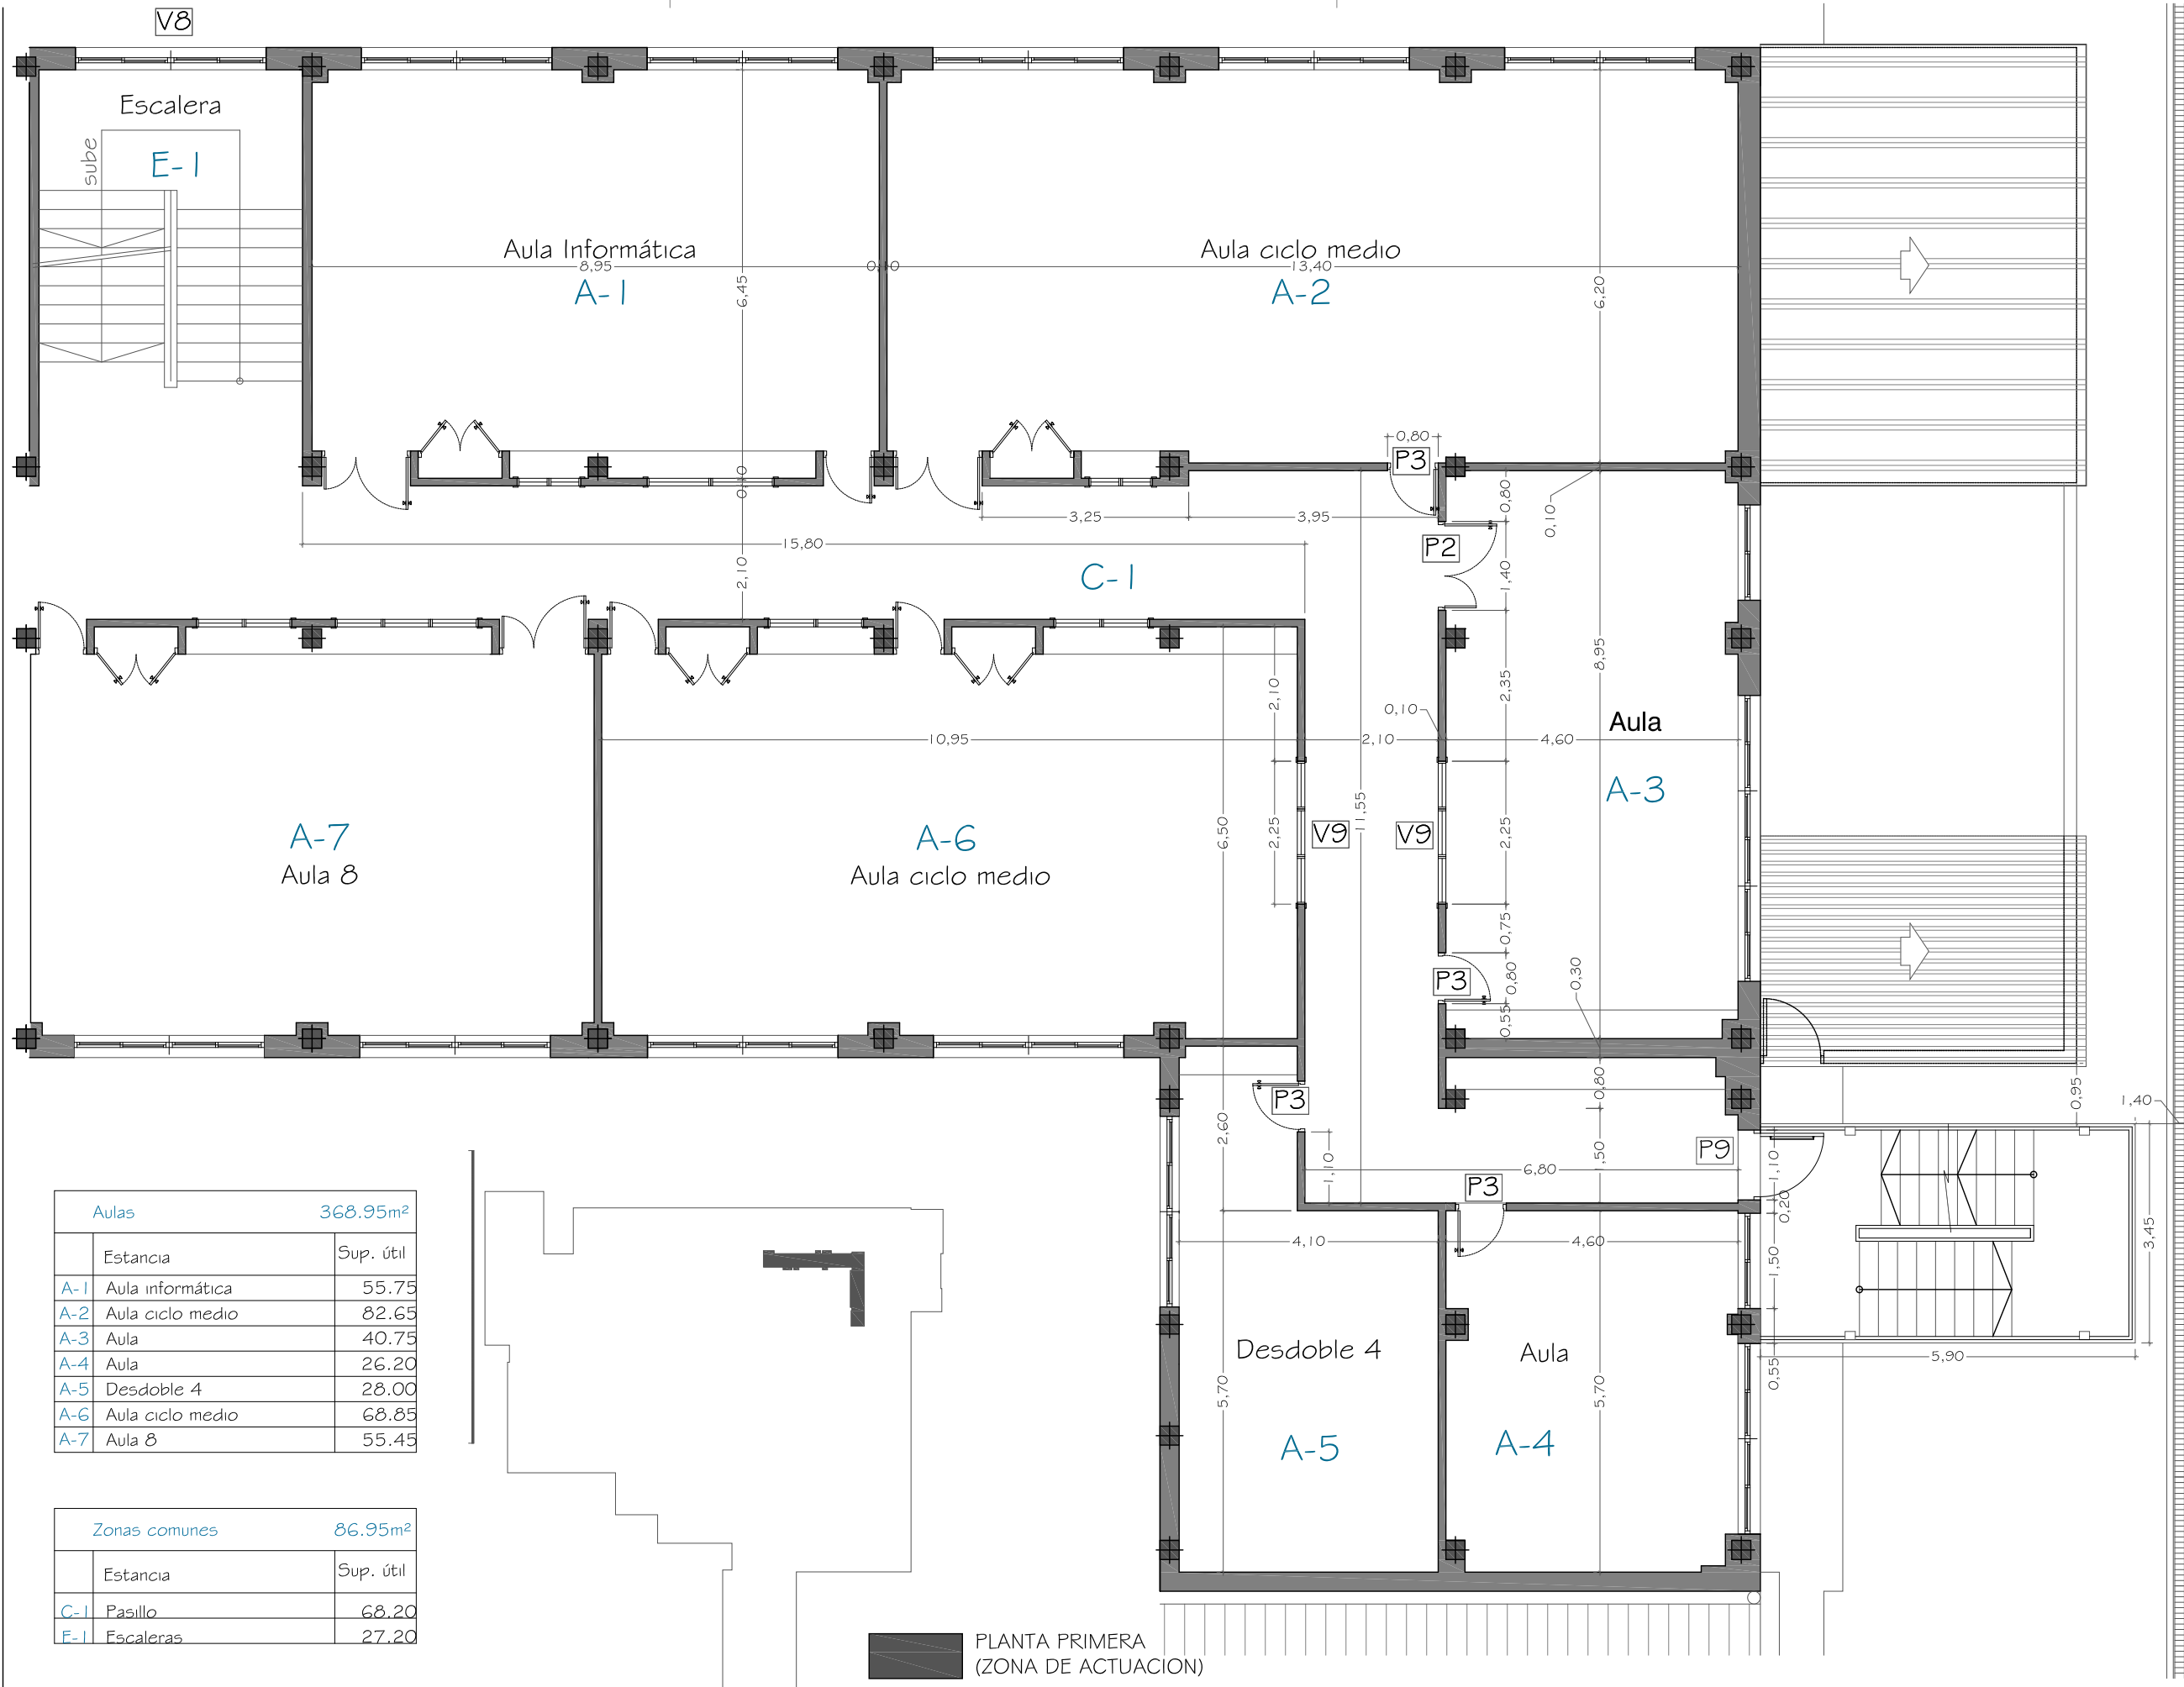 V8
Escalera
sube
E-1
Aula Informática
8,95
A-1
6,45
0,10
Aula ciclo medio
13,40
A-2
6,20
0,80
P3
0,10
3,25
3,95
0,80
0,10
15,80
P2
2,10
C-1
1,40
8,95
2,10
2,35
0,10
Aula
10,95
2,10
4,60
A-3
11,55
A-7
Aula 8
A-6
Aula ciclo medio
6,50
2,25
V9
V9
2,25
0,75
P3
0,80
0,30
0,55
P3
0,80
0,95
1,40
2,60
1,10
6,80
1,50
P9
1,10
P3
0,20
4,10
4,60
1,50
3,45
Desdoble 4
Aula
5,90
0,55
5,70
5,70
A-5
A-4
Aulas 368.95m²
Estancia Sup. útil
A-1 Aula informática 55.75
A-2 Aula ciclo medio 82.65
A-3 Aula 40.75
A-4 Aula 26.20
A-5 Desdoble 4 28.00
A-6 Aula ciclo medio 68.85
A-7 Aula 8 55.45
Zonas comunes 86.95m²
Estancia Sup. útil
C-1 Pasillo 68.20
E-1 Escaleras 27.20
PLANTA PRIMERA
(ZONA DE ACTUACION)